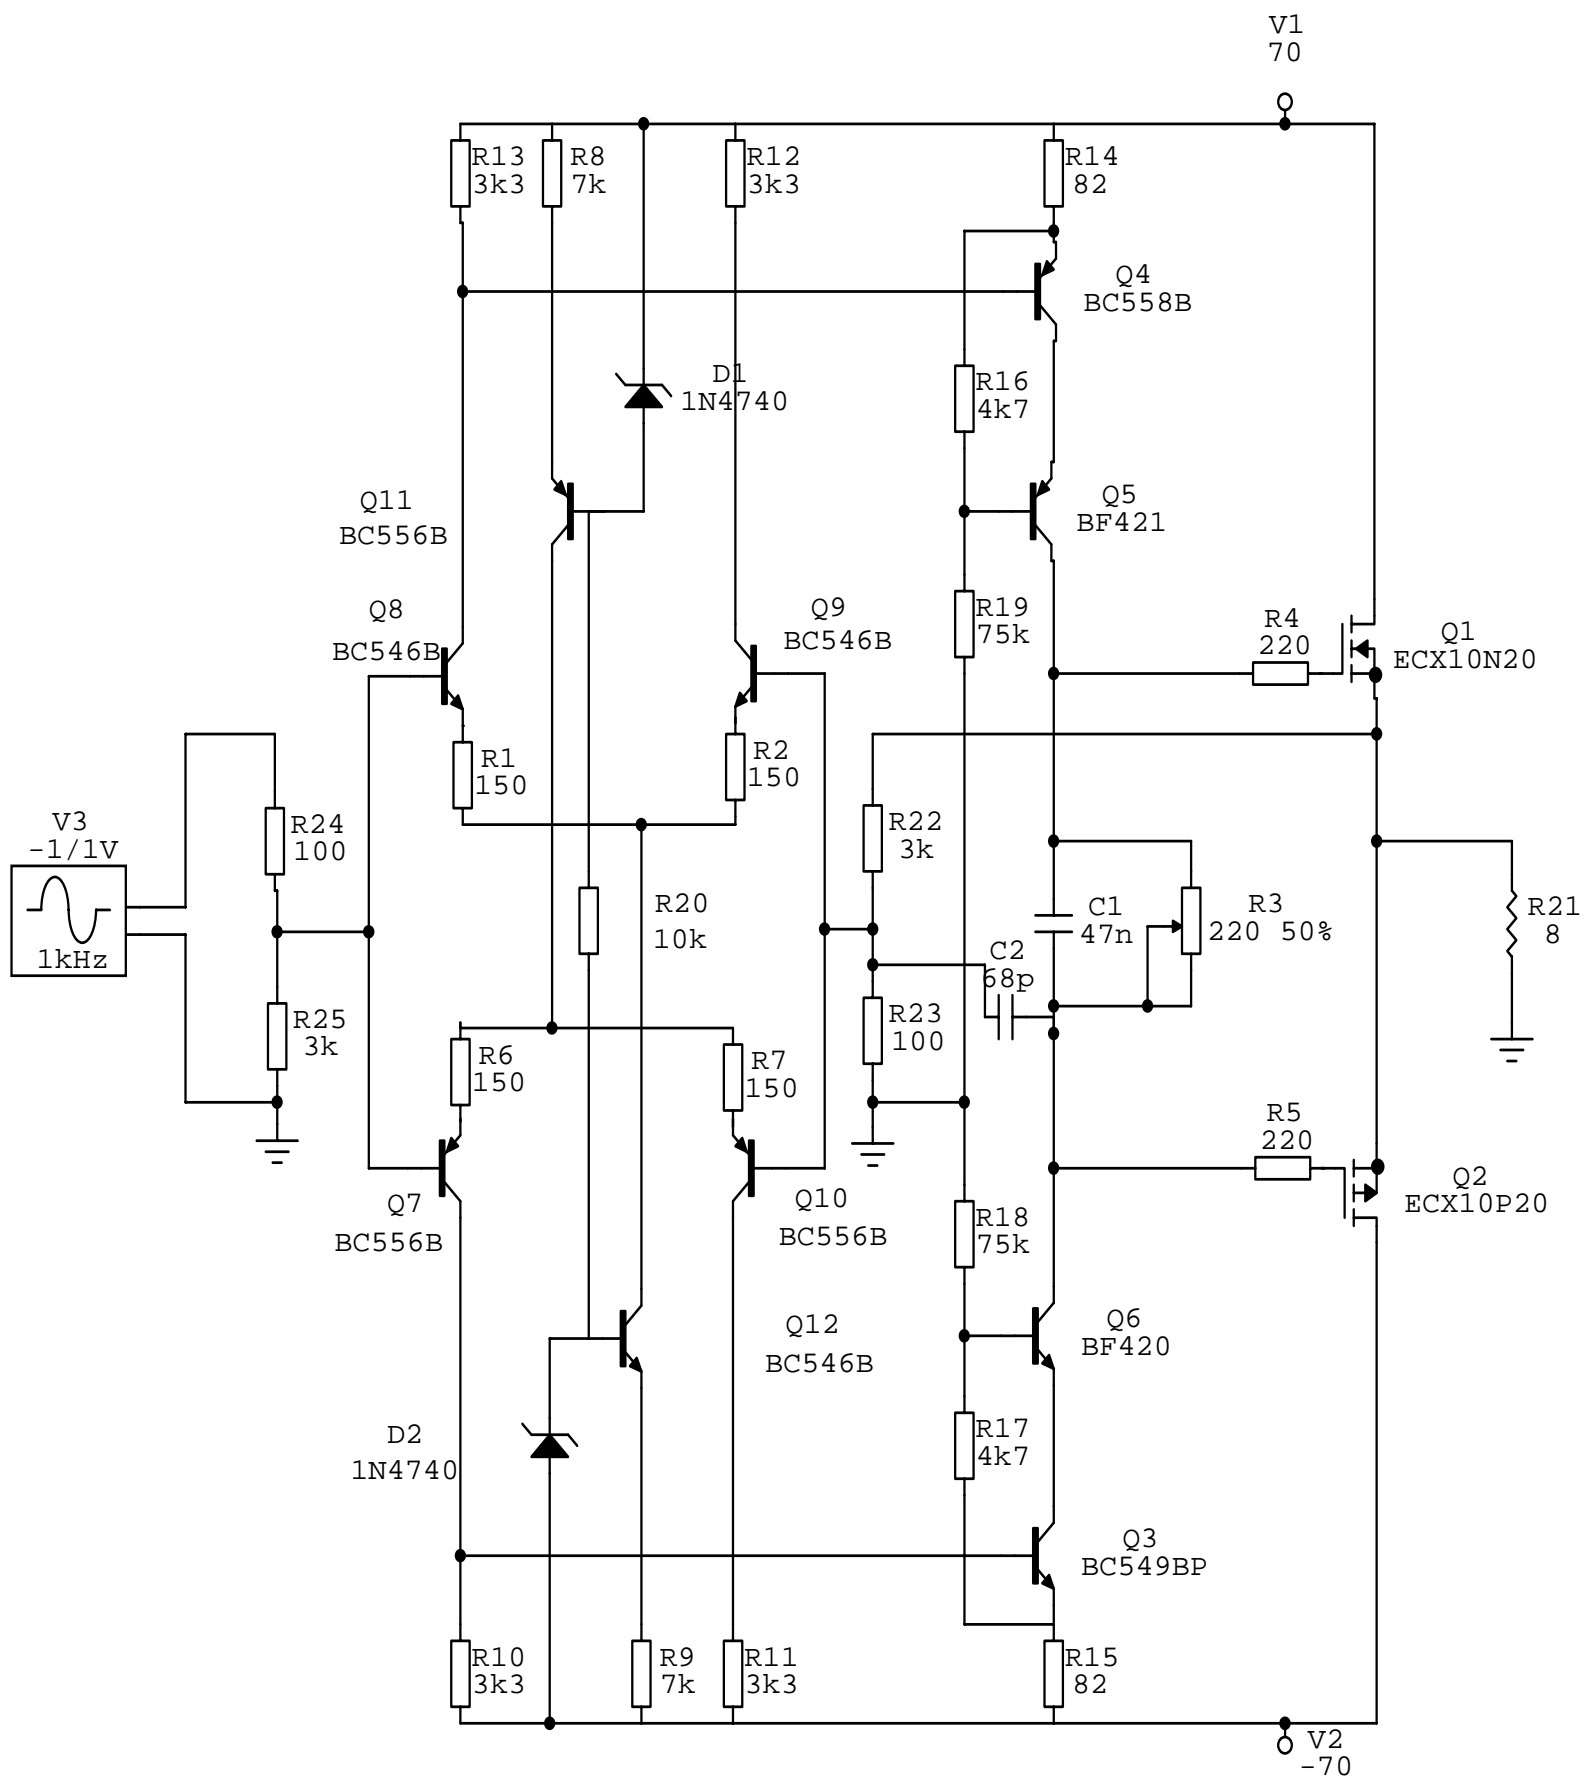 V1
70
R13
3k3
R8
7k
R12
3k3
R14
82
Q4
BC558B
D1
1N4740
R16
4k7
Q11
BC556B
Q5
BF421
Q8
BC546B
Q9
BC546B
R19
75k
R4
220
Q1
ECX10N20
R1
150
R2
150
V3
-1/1V
1kHz
R24
100
R22
3k
R20
10k
C1
47n
R3
220 50%
R21
8
C2
68p
R25
3k
R23
100
R6
150
R7
150
R5
220
Q7
BC556B
Q10
BC556B
R18
75k
Q2
ECX10P20
Q12
BC546B
Q6
BF420
D2
1N4740
R17
4k7
Q3
BC549BP
R10
3k3
R9
7k
R11
3k3
R15
82
V2
-70